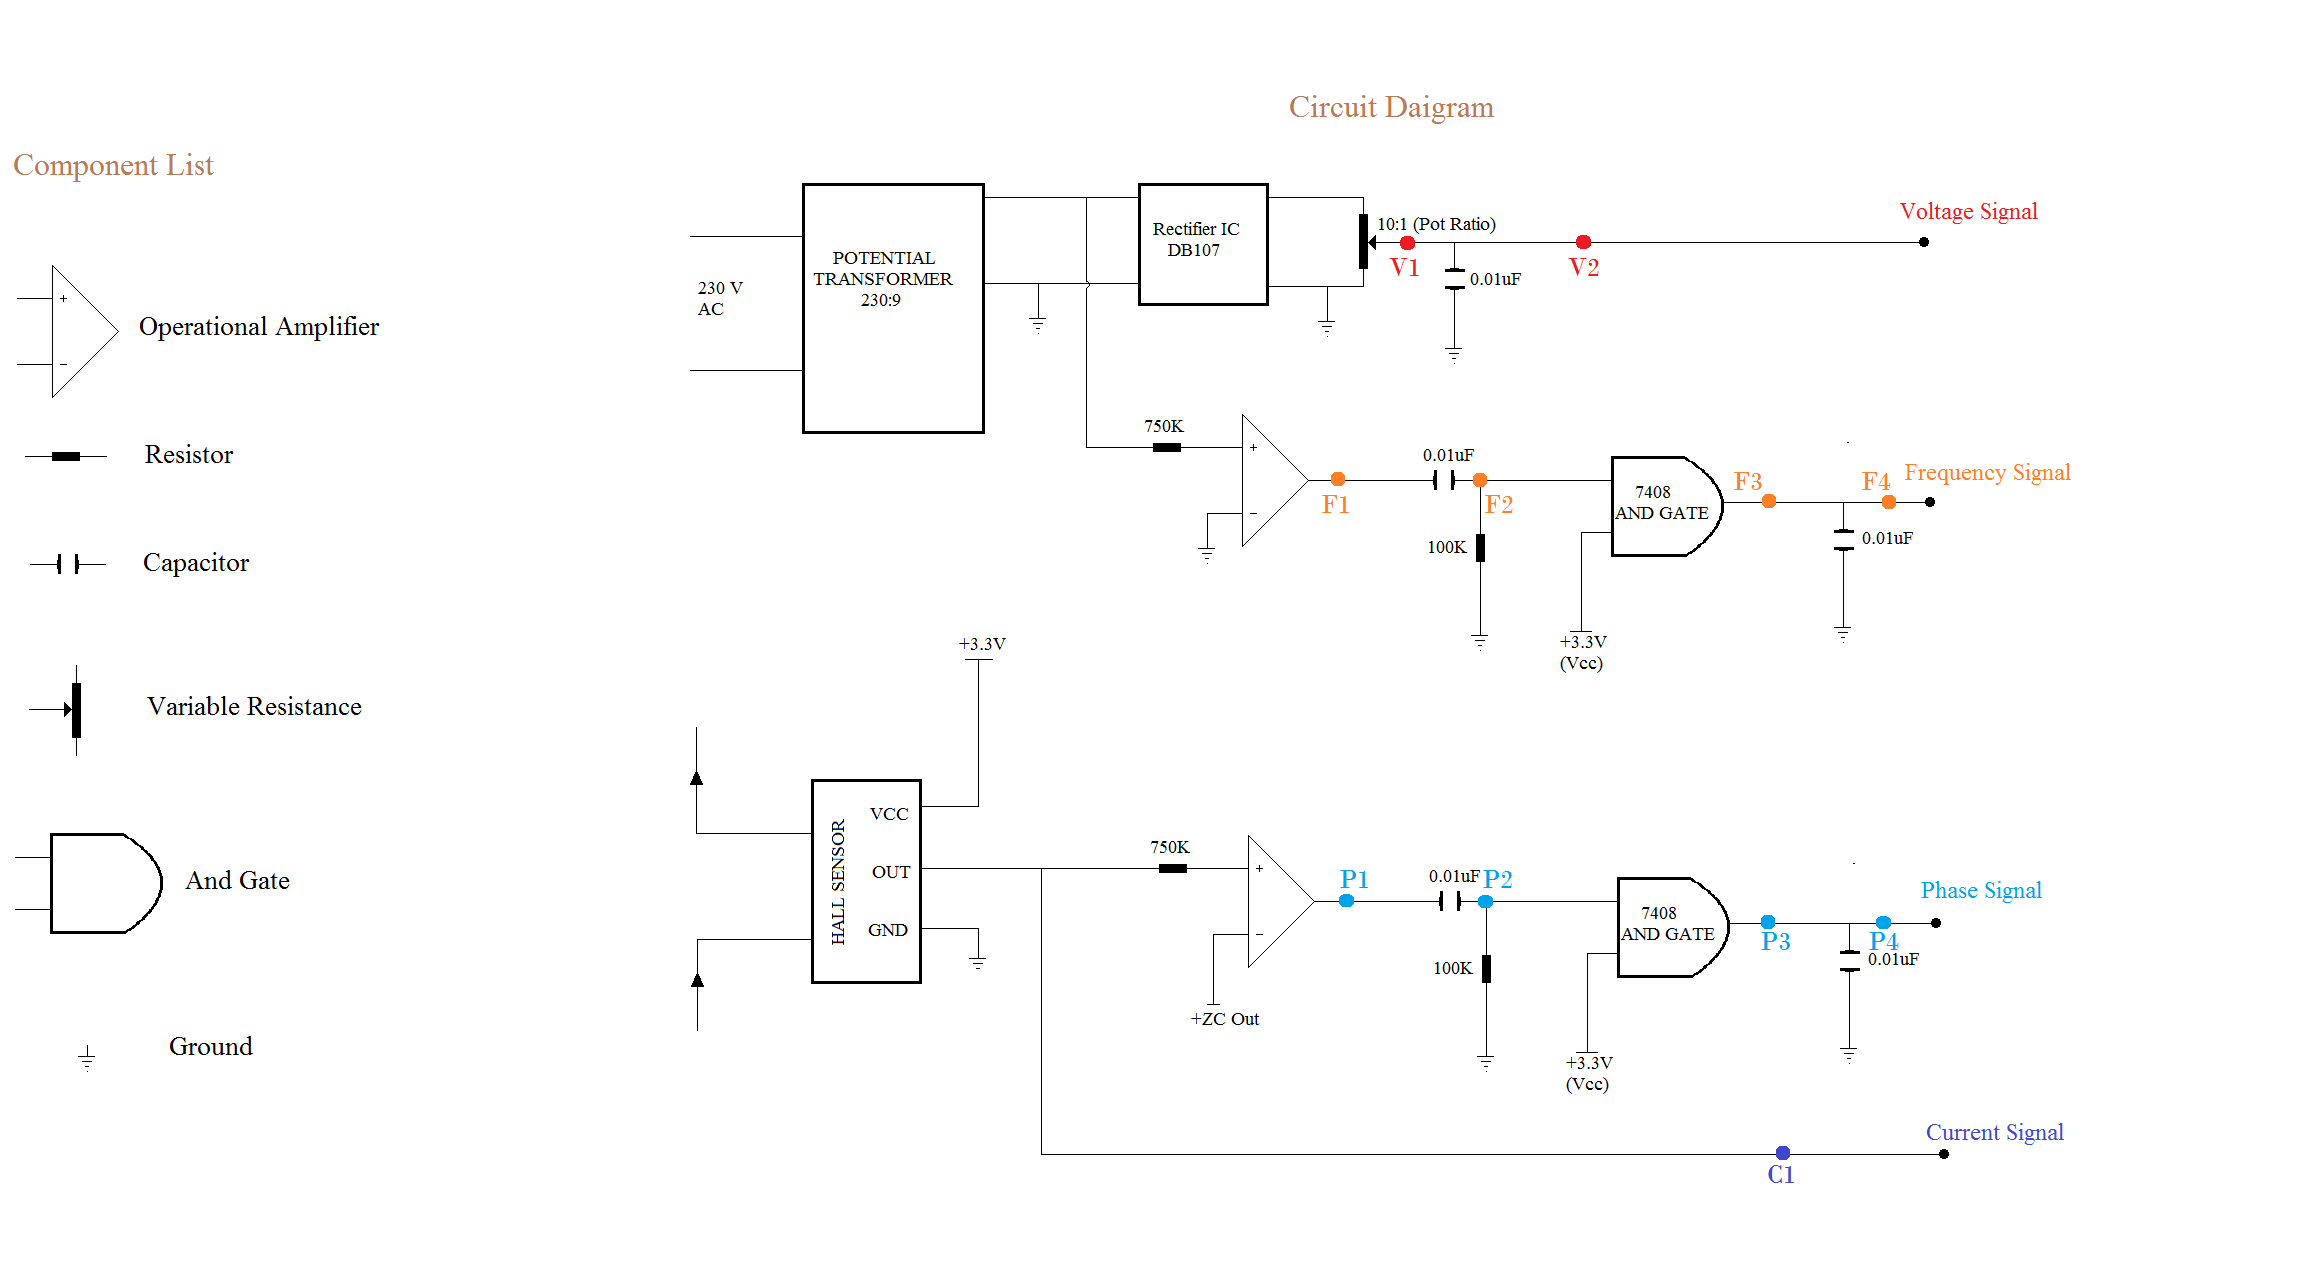 Circuit Daigram
Component List
+
−
Operational Amplifier
Resistor
Capacitor
Variable Resistance
And Gate
Ground
230 V
AC
POTENTIAL
TRANSFORMER
230:9
Rectifier IC
DB107
10:1 (Pot Ratio)
V1
0.01uF
V2
Voltage Signal
750K
+
−
F1
0.01uF
F2
100K
7408
AND GATE
+3.3V
(Vcc)
F3
F4
Frequency Signal
0.01uF
+3.3V
HALL SENSOR
VCC
OUT
GND
750K
+
−
+ZC Out
P1
0.01uF
P2
100K
7408
AND GATE
+3.3V
(Vcc)
P3
P4
Phase Signal
0.01uF
Current Signal
C1